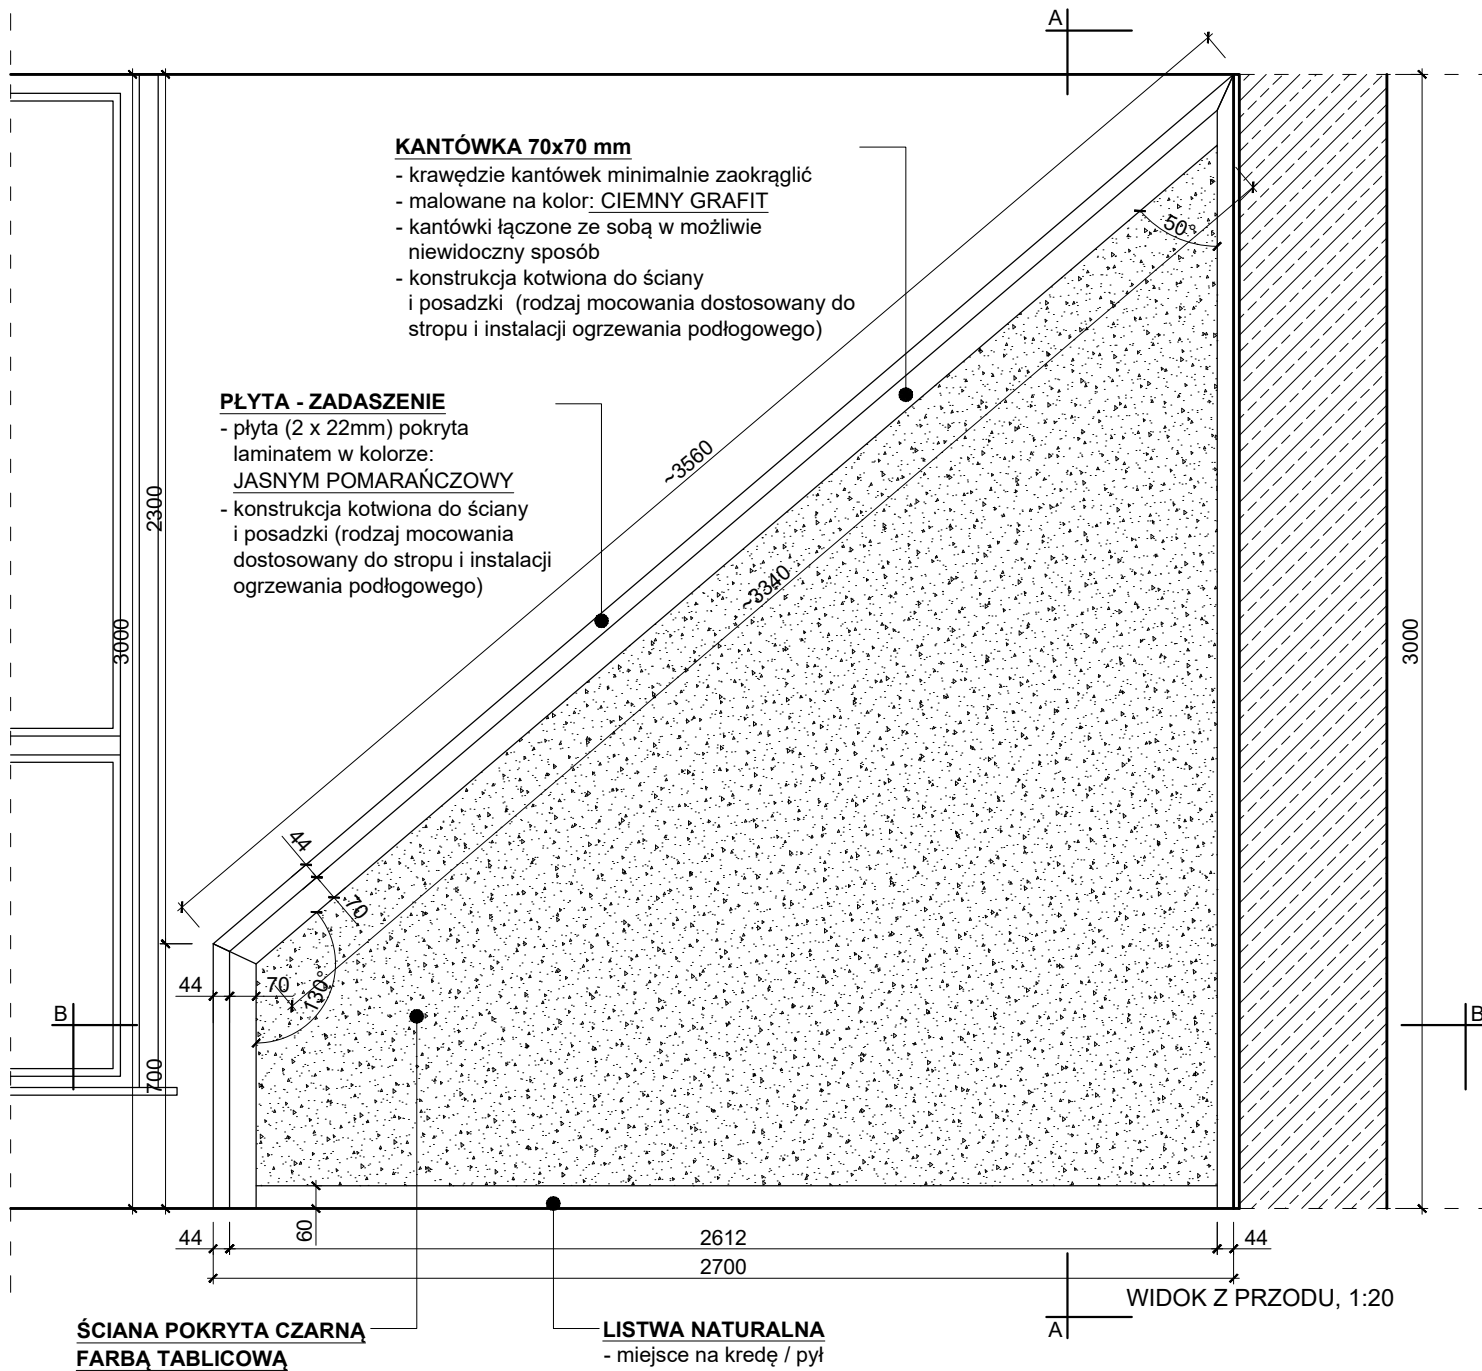 A
KANTÓWKA 70x70 mm
- krawędzie kantówek minimalnie zaokrąglić
- malowane na kolor: CIEMNY GRAFIT
- kantówki łączone ze sobą w możliwie
niewidoczny sposób
- konstrukcja kotwiona do ściany
i posadzki (rodzaj mocowania dostosowany do
stropu i instalacji ogrzewania podłogowego)
50°
PŁYTA - ZADASZENIE
- płyta (2 x 22mm) pokryta
laminatem w kolorze:
JASNYM POMARAŃCZOWY
- konstrukcja kotwiona do ściany
i posadzki (rodzaj mocowania
dostosowany do stropu i instalacji
ogrzewania podłogowego)
~3560
2300
~3340
3000
3000
44
70
44
70
130°
B
B
700
60
44
2612
44
2700
WIDOK Z PRZODU, 1:20
A
ŚCIANA POKRYTA CZARNĄ
FARBĄ TABLICOWĄ
LISTWA NATURALNA
- miejsce na kredę / pył